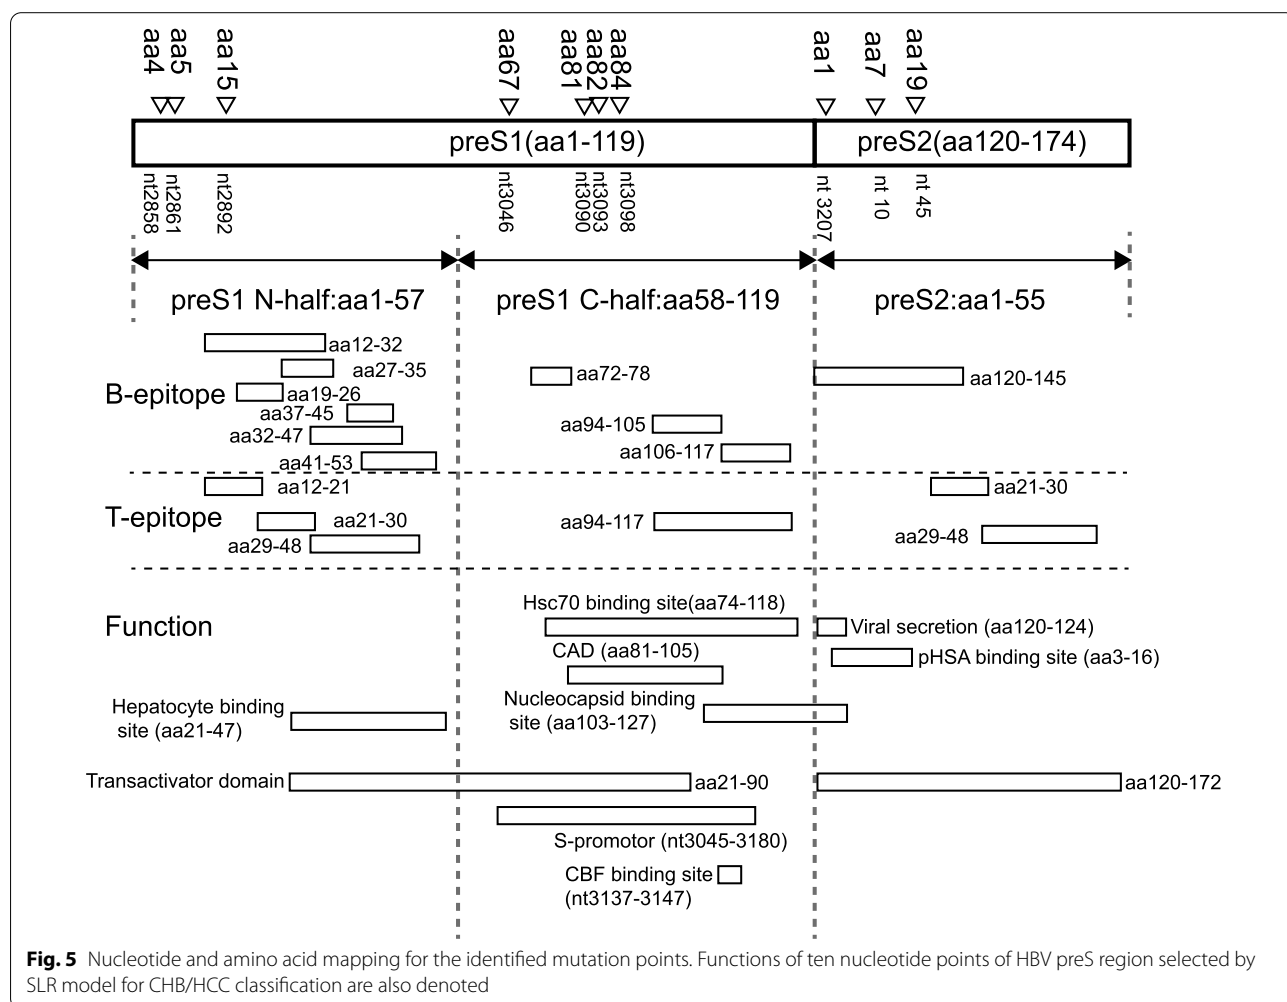 aa4
aa5
aa15
aa67
aa81
aa82
aa84
aa1
aa7
aa19
preS1(aa1-119)
preS2(aa120-174)
nt2858
nt2861
nt2892
nt3046
nt3090
nt3093
nt3098
nt 3207
nt 10
nt 45
preS1 N-half:aa1-57
preS1 C-half:aa58-119
preS2:aa1-55
B-epitope
aa12-32
aa27-35
aa19-26
aa37-45
aa32-47
aa41-53
aa72-78
aa94-105
aa106-117
aa120-145
T-epitope
aa12-21
aa21-30
aa29-48
aa94-117
aa21-30
aa29-48
Function
Hsc70 binding site(aa74-118)
Viral secretion (aa120-124)
CAD (aa81-105)
pHSA binding site (aa3-16)
Hepatocyte binding
site (aa21-47)
Nucleocapsid binding
site (aa103-127)
Transactivator domain
aa21-90
aa120-172
S-promotor (nt3045-3180)
CBF binding site
(nt3137-3147)
Fig. 5 Nucleotide and amino acid mapping for the identified mutation points. Functions of ten nucleotide points of HBV preS region selected by
SLR model for CHB/HCC classification are also denoted